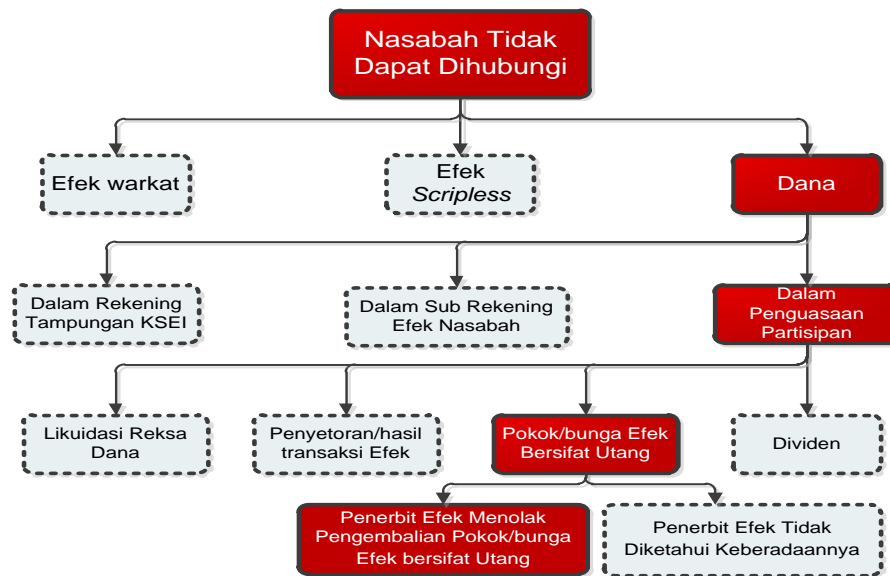 Nasabah Tidak
Dapat Dihubungi
Efek warkat
Efek
Scripless
Dana
Dalam Rekening
Tampungan KSEI
Dalam Sub Rekening
Efek Nasabah
Dalam
Penguasaan
Partisipan
Likuidasi Reksa
Dana
Penyetoran/hasil
transaksi Efek
Pokok/bunga Efek
Bersifat Utang
Dividen
Penerbit Efek Menolak
Pengembalian Pokok/bunga
Efek bersifat Utang
Penerbit Efek Tidak
Diketahui Keberadaannya